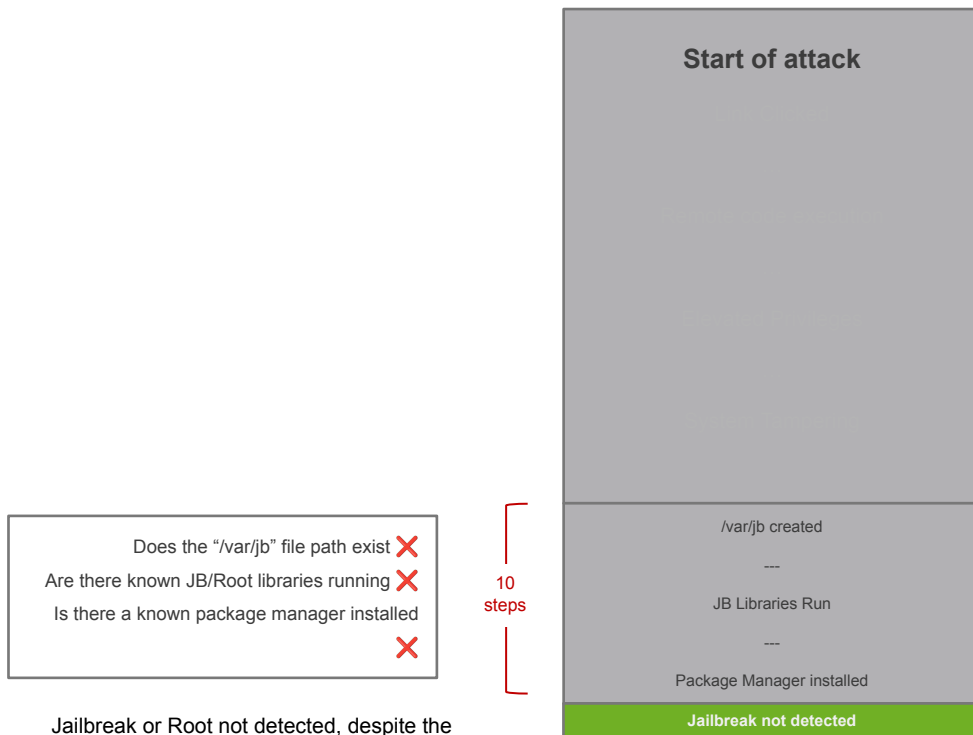 Start of attack
Does the “/var/jb” file path exist ❌
Are there known JB/Root libraries running ❌
Is there a known package manager installed
❌
10
steps
/var/jb created
---
JB Libraries Run
---
Package Manager installed
Jailbreak not detected
Jailbreak or Root not detected, despite the